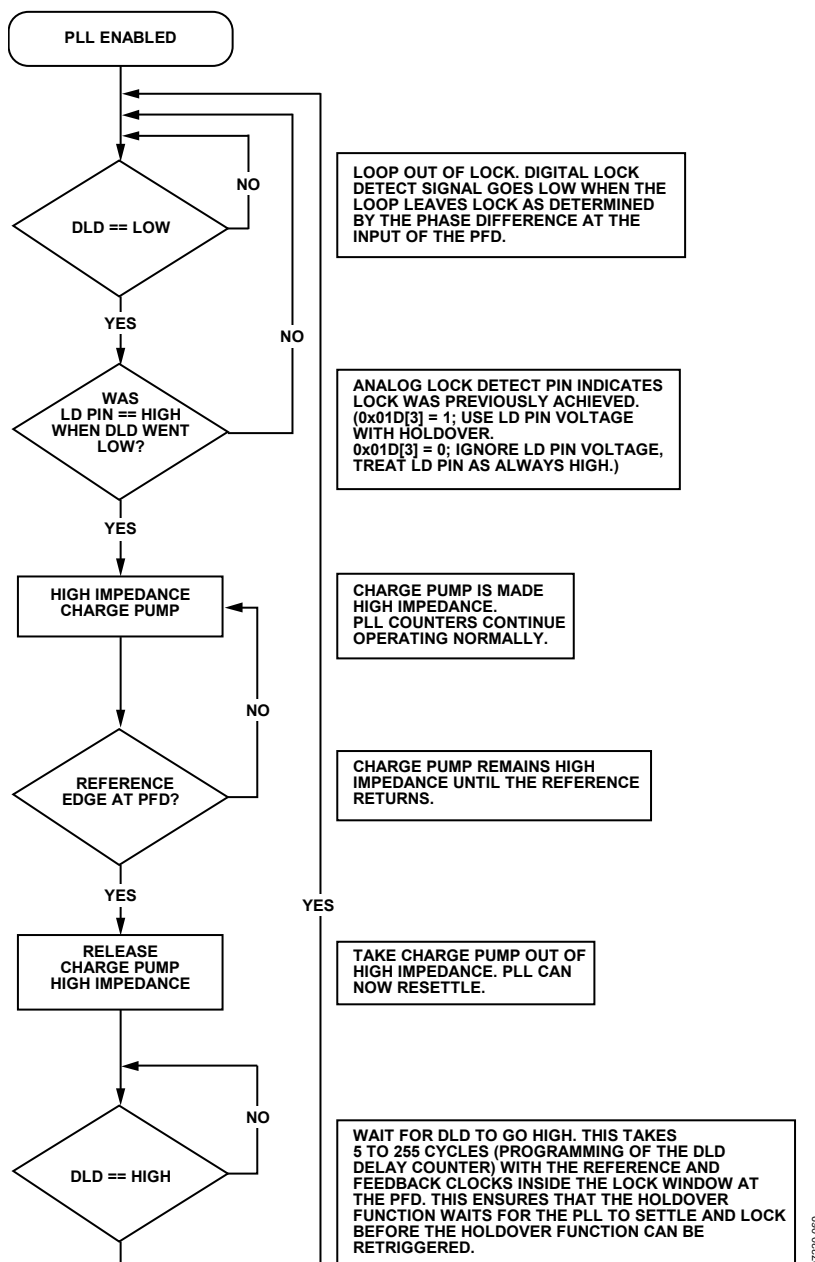 PLL ENABLED
NO
DLD == LOW
LOOP OUT OF LOCK. DIGITAL LOCK
DETECT SIGNAL GOES LOW WHEN THE
LOOP LEAVES LOCK AS DETERMINED
BY THE PHASE DIFFERENCE AT THE
INPUT OF THE PFD.
YES
NO
WAS
LD PIN == HIGH
WHEN DLD WENT
LOW?
ANALOG LOCK DETECT PIN INDICATES
LOCK WAS PREVIOUSLY ACHIEVED.
(0x01D[3] = 1; USE LD PIN VOLTAGE
WITH HOLDOVER.
0x01D[3] = 0; IGNORE LD PIN VOLTAGE,
TREAT LD PIN AS ALWAYS HIGH.)
YES
HIGH IMPEDANCE
CHARGE PUMP
CHARGE PUMP IS MADE
HIGH IMPEDANCE.
PLL COUNTERS CONTINUE
OPERATING NORMALLY.
NO
REFERENCE
EDGE AT PFD?
CHARGE PUMP REMAINS HIGH
IMPEDANCE UNTIL THE REFERENCE
RETURNS.
YES
YES
RELEASE
CHARGE PUMP
HIGH IMPEDANCE
TAKE CHARGE PUMP OUT OF
HIGH IMPEDANCE. PLL CAN
NOW RESETTLE.
NO
DLD == HIGH
WAIT FOR DLD TO GO HIGH. THIS TAKES
5 TO 255 CYCLES (PROGRAMMING OF THE DLD
DELAY COUNTER) WITH THE REFERENCE AND
FEEDBACK CLOCKS INSIDE THE LOCK WINDOW AT
THE PFD. THIS ENSURES THAT THE HOLDOVER
FUNCTION WAITS FOR THE PLL TO SETTLE AND LOCK
BEFORE THE HOLDOVER FUNCTION CAN BE
RETRIGGERED.